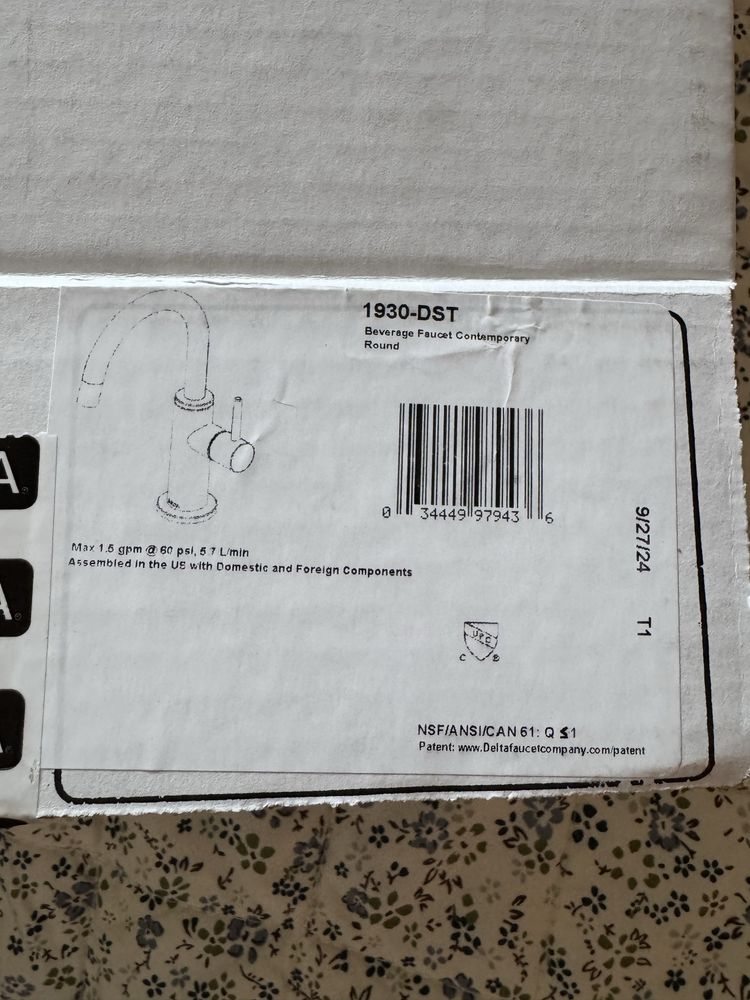 1930-DST
Beverage Faucet Contemporary
Round
0 34449 97943 6
Max 1.5 gpm @ 60 psi, 5.7 L/min
Assembled in the US with Domestic and Foreign Components
9/27/24 T1
UPC
C
NSF/ANSI/CAN 61: Q ≤1
Patent: www.Deltafaucetcompany.com/patent
A
A